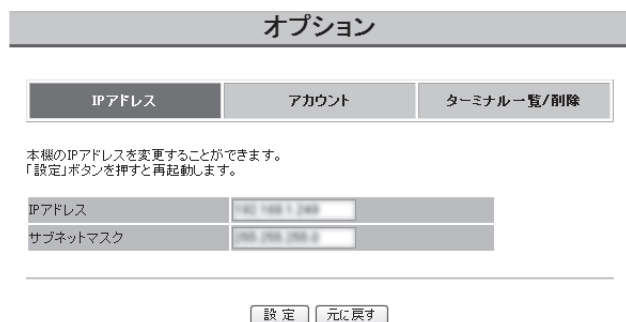 オプション
IPアドレス アカウント ターミナル一覧/削除
本機のIPアドレスを変更することができます。
「設定」ボタンを押すと再起動します。
IPアドレス
サブネットマスク
設 定 元に戻す